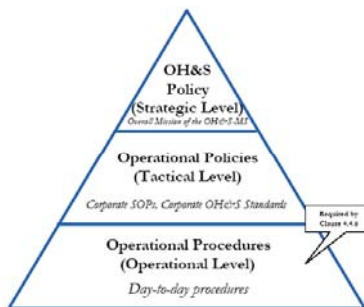 OH&S
Policy
(Strategic Level)
Overall Mission of the OH&S-MS
Operational Policies
(Tactical Level)
Corporate SOPs, Corporate OH&S Standards
Required by
Clause 4.4.6
Operational Procedures
(Operational Level)
Day-to-day procedures